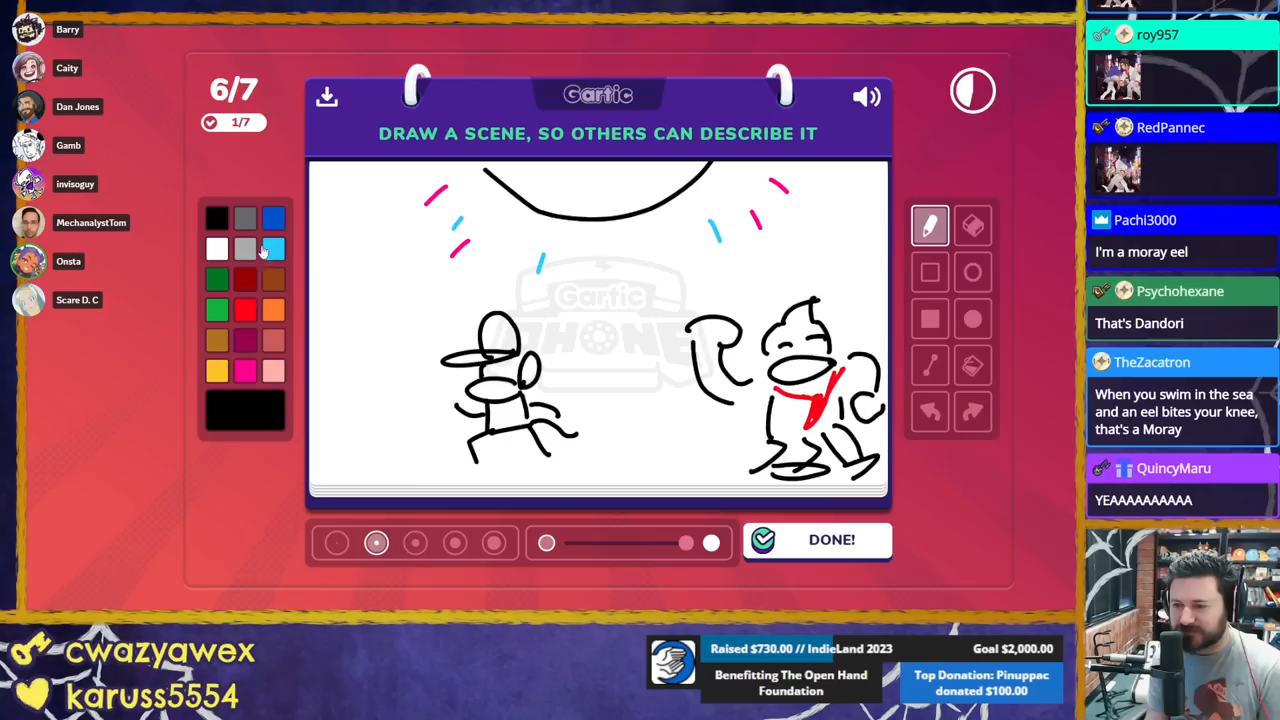 Barry
Caity
Dan Jones
Gamb
invisoguy
MechanalystTom
Onsta
Scare D. C
6/7
1/7
Gartic
DRAW A SCENE, SO OTHERS CAN DESCRIBE IT
Gartic
PHONE
DONE!
roy957
RedPannec
Pachi3000
I'm a moray eel
Psychohexane
That's Dandori
TheZacatron
When you swim in the sea
and an eel bites your knee,
that's a Moray
QuincyMaru
YEAAAAAAAAAA
cwazyawex
karuss5554
Raised $730.00 // IndieLand 2023
Goal $2,000.00
Benefitting The Open Hand
Foundation
Top Donation: Pinuppac
donated $100.00